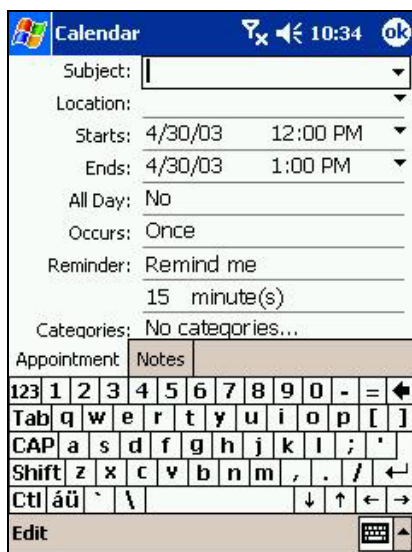 Calendar 10:34 ok
Subject:
Location:
Starts: 4/30/03 12:00 PM
Ends: 4/30/03 1:00 PM
All Day: No
Occurs: Once
Reminder: Remind me
15 minute(s)
Categories: No categories...
Appointment Notes
123 1 2 3 4 5 6 7 8 9 0 - = 
Tab q w e r t y u i o p [ ]
CAP a s d f g h j k l ; '
Shift z x c v b n m , . / ↵
Ctl áü ` \ ↓ ↑ ← →
Edit